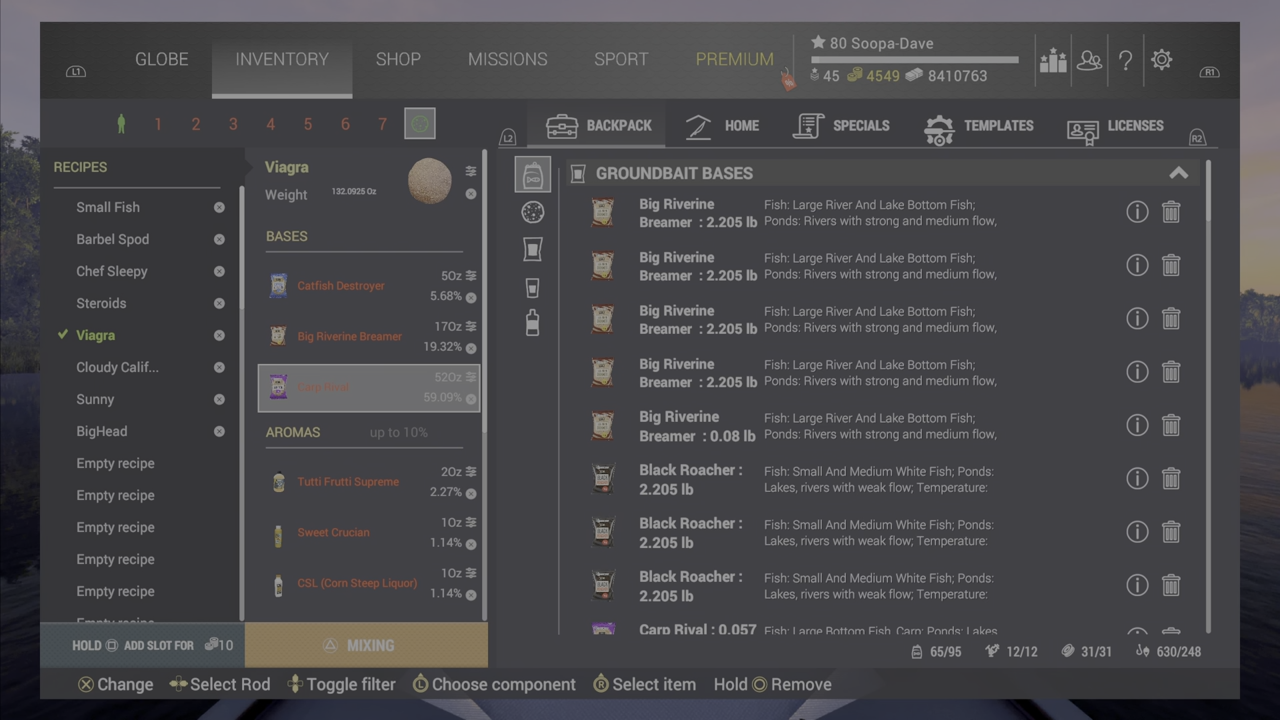 L1
GLOBE
INVENTORY
SHOP
MISSIONS
SPORT
PREMIUM
80 Soopa-Dave
45 4549 8410763
?
R1
1 2 3 4 5 6 7
L2
BACKPACK
HOME
SPECIALS
TEMPLATES
LICENSES
R2
RECIPES
Small Fish
Barbel Spod
Chef Sleepy
Steroids
Viagra
Cloudy Calif...
Sunny
BigHead
Empty recipe
Empty recipe
Empty recipe
Empty recipe
Empty recipe
Empty recipe
HOLD ADD SLOT FOR 10
Viagra
Weight 132.0925 Oz
BASES
Catfish Destroyer
5Oz
5.68%
Big Riverine Breamer
17Oz
19.32%
Carp Rival
52Oz
59.09%
AROMAS up to 10%
Tutti Frutti Supreme
2Oz
2.27%
Sweet Crucian
1Oz
1.14%
CSL (Corn Steep Liquor)
1Oz
1.14%
MIXING
GROUNDBAIT BASES
Big Riverine
Breamer : 2.205 lb
Fish: Large River And Lake Bottom Fish;
Ponds: Rivers with strong and medium flow,
Big Riverine
Breamer : 2.205 lb
Fish: Large River And Lake Bottom Fish;
Ponds: Rivers with strong and medium flow,
Big Riverine
Breamer : 2.205 lb
Fish: Large River And Lake Bottom Fish;
Ponds: Rivers with strong and medium flow,
Big Riverine
Breamer : 2.205 lb
Fish: Large River And Lake Bottom Fish;
Ponds: Rivers with strong and medium flow,
Big Riverine
Breamer : 0.08 lb
Fish: Large River And Lake Bottom Fish;
Ponds: Rivers with strong and medium flow,
Black Roacher :
2.205 lb
Fish: Small And Medium White Fish; Ponds:
Lakes, rivers with weak flow; Temperature:
Black Roacher :
2.205 lb
Fish: Small And Medium White Fish; Ponds:
Lakes, rivers with weak flow; Temperature:
Black Roacher :
2.205 lb
Fish: Small And Medium White Fish; Ponds:
Lakes, rivers with weak flow; Temperature:
Carp Rival : 0.057
Fish: Large Bottom Fish, Carp; Ponds: Lakes
65/95 12/12 31/31 630/248
Change Select Rod Toggle filter L Choose component R Select item Hold Remove